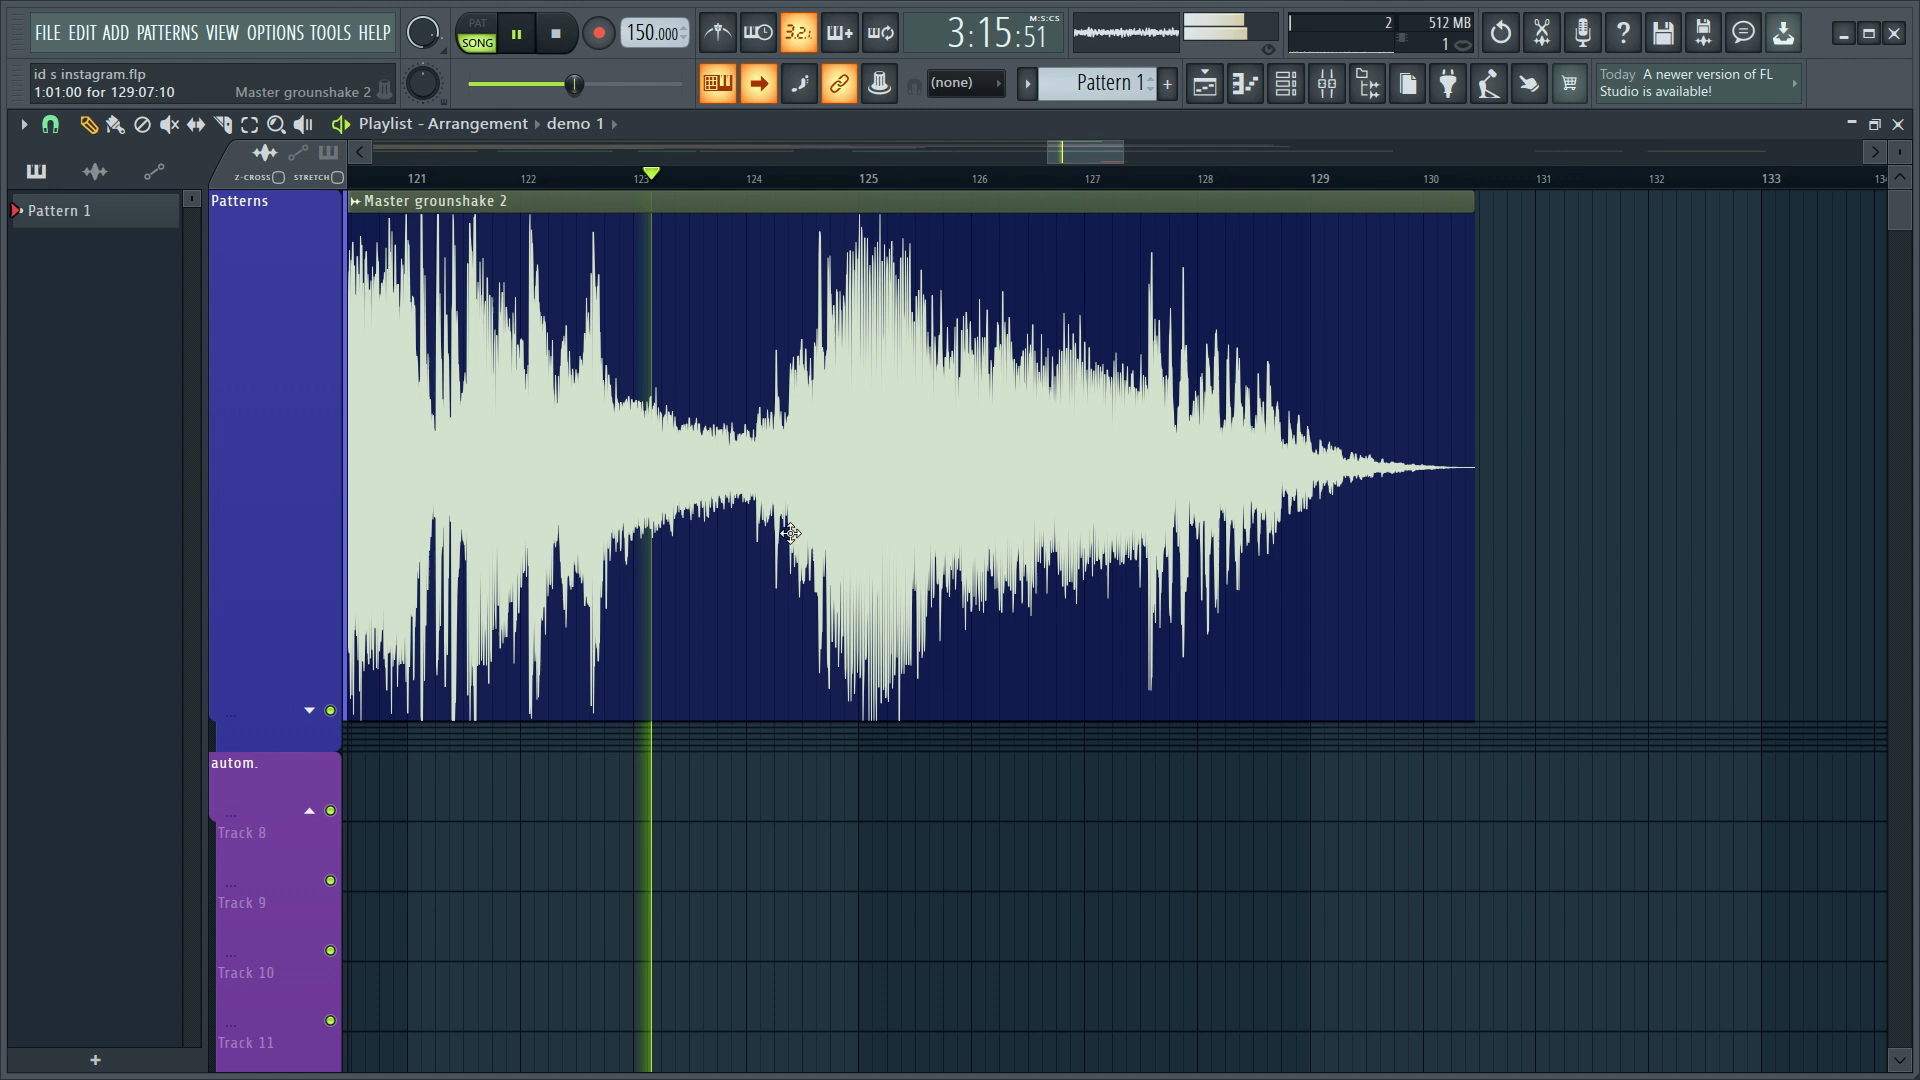 FILE EDIT ADD PATTERNS VIEW OPTIONS TOOLS HELP
PAT
SONG
150.000
3.2.
3:15:51
M:S:CS
2
512 MB
1
id s instagram.flp
1:01:00 for 129:07:10
Master grounshake 2
(none)
Pattern 1
+
Today A newer version of FL
Studio is available!
Playlist - Arrangement
demo 1
Z-CROSS
STRETCH
121
122
123
124
125
126
127
128
129
130
131
132
133
Pattern 1
Patterns
Master grounshake 2
...
autom.
...
Track 8
...
Track 9
...
Track 10
...
Track 11
+